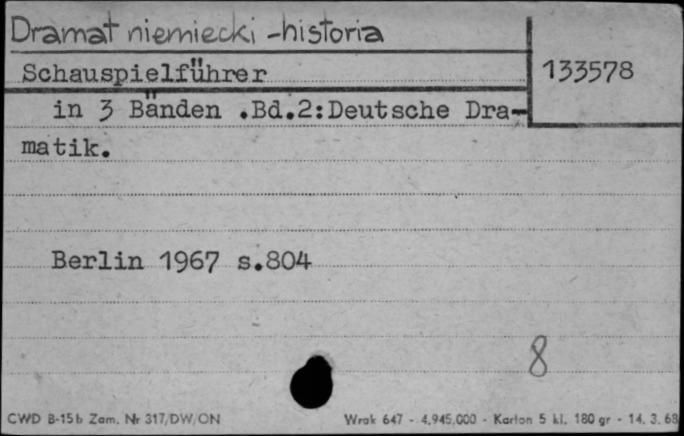 Dramat niemiecki - historia
Schauspielführer
133578
in 3 Bänden .Bd.2:Deutsche Dra-
matik.
Berlin 1967 s.804
8
CWD B-15b Zam. Nr 317/DW/ON
Wrak 647 - 4.945.000 - Karton 5 kl. 180 gr - 14. 3. 68